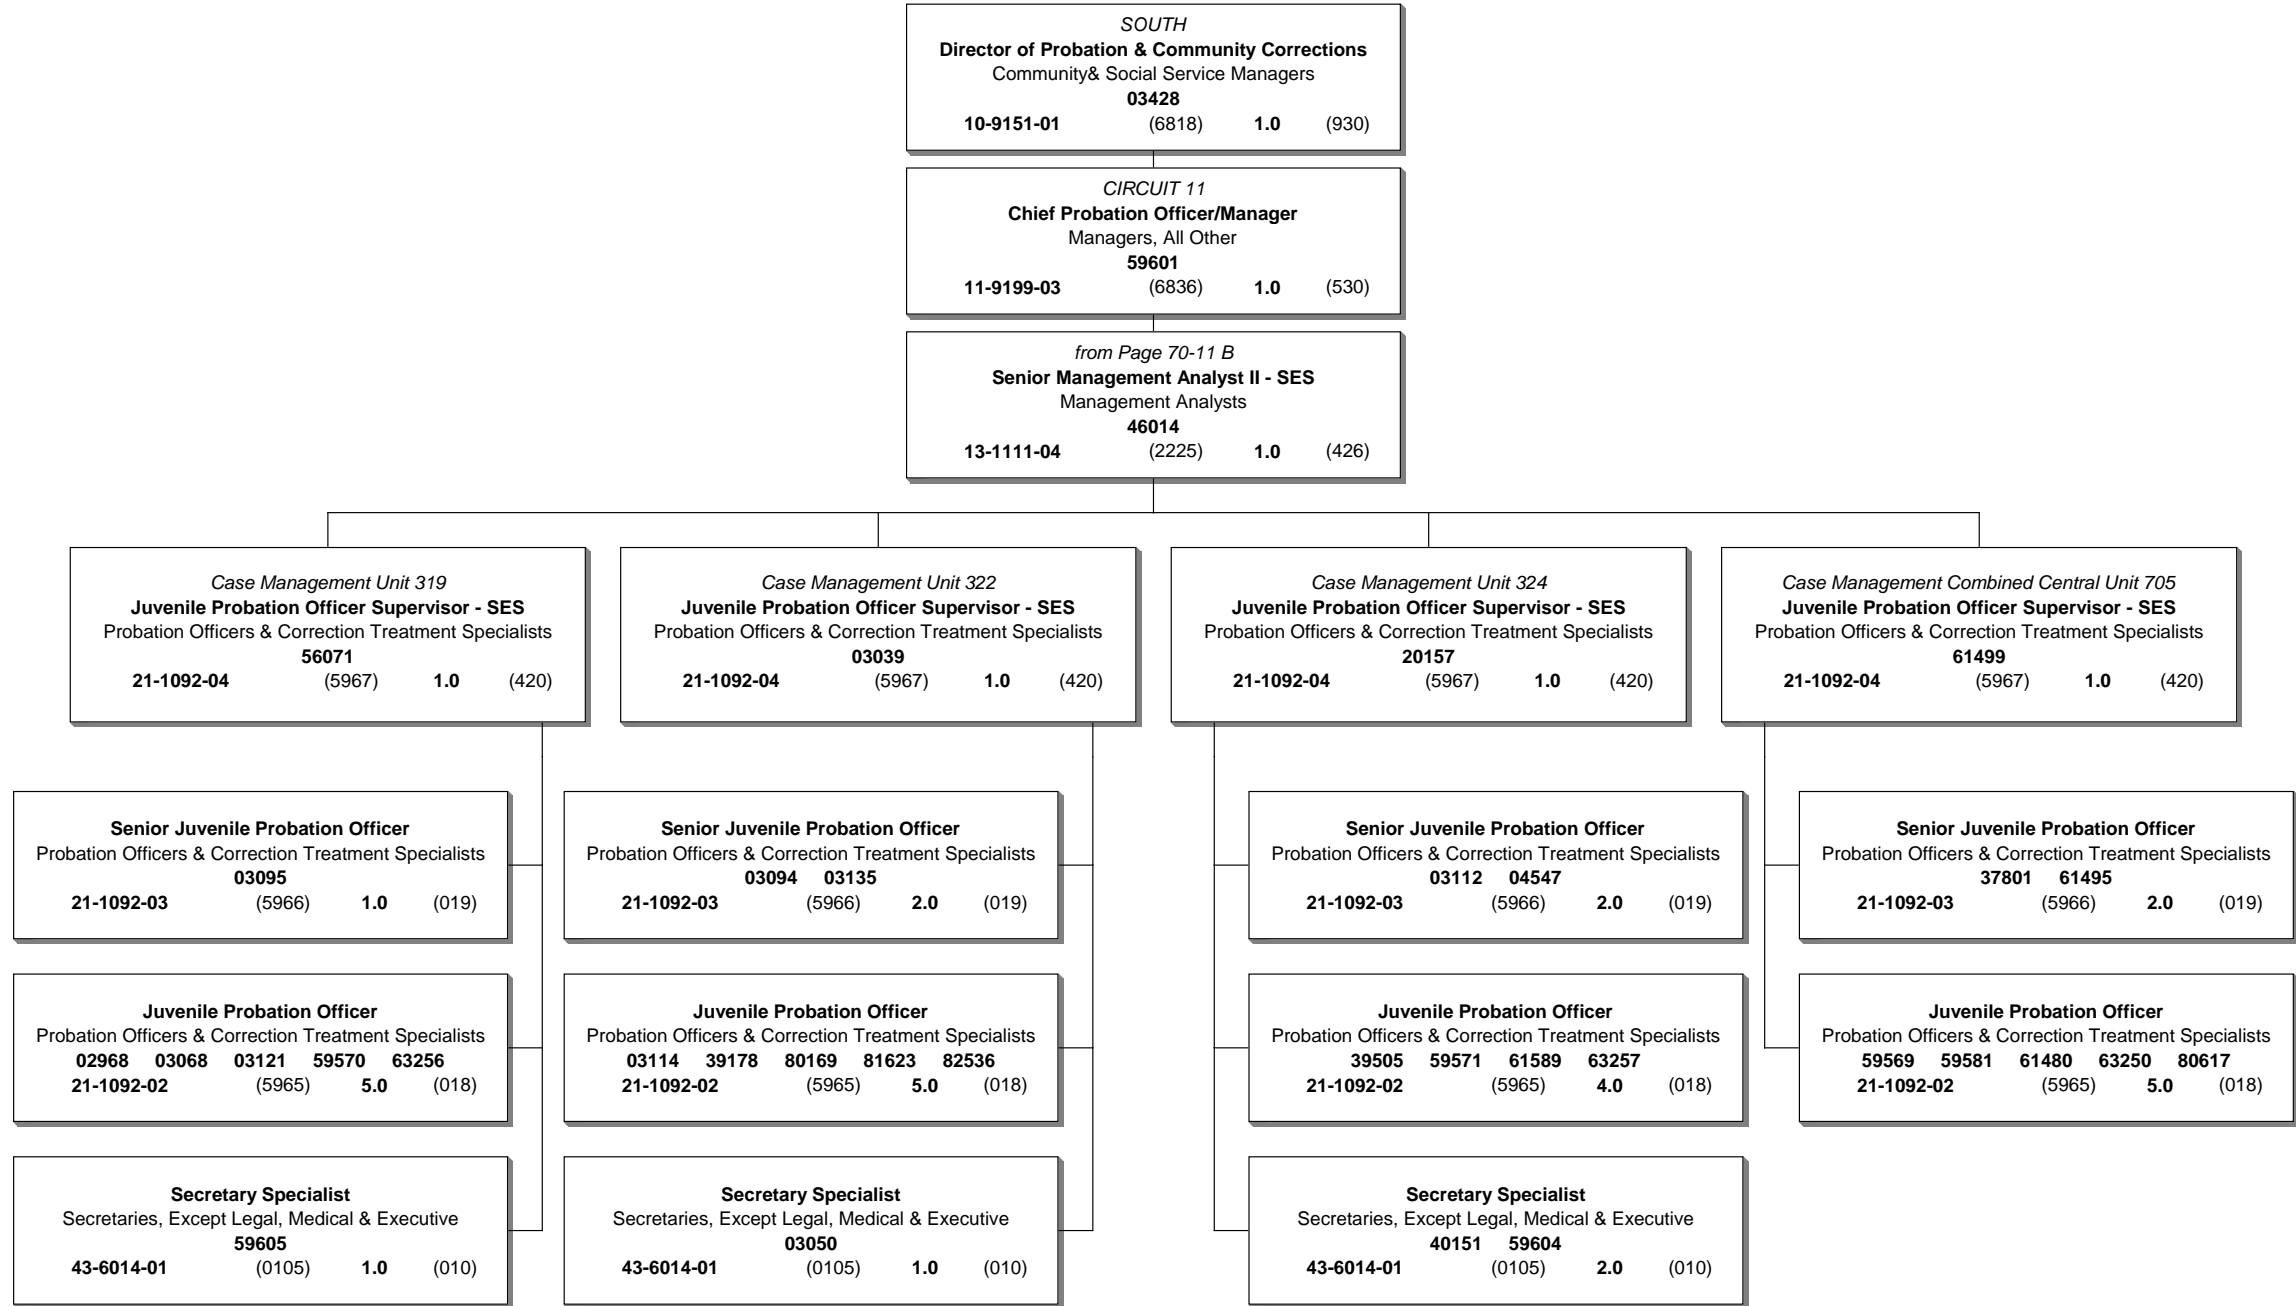 SOUTH
Director of Probation & Community Corrections
Community& Social Service Managers
03428
10-9151-01 (6818) 1.0 (930)
CIRCUIT 11
Chief Probation Officer/Manager
Managers, All Other
59601
11-9199-03 (6836) 1.0 (530)
from Page 70-11 B
Senior Management Analyst II - SES
Management Analysts
46014
13-1111-04 (2225) 1.0 (426)
Case Management Unit 319
Juvenile Probation Officer Supervisor - SES
Probation Officers & Correction Treatment Specialists
56071
21-1092-04 (5967) 1.0 (420)
Case Management Unit 322
Juvenile Probation Officer Supervisor - SES
Probation Officers & Correction Treatment Specialists
03039
21-1092-04 (5967) 1.0 (420)
Case Management Unit 324
Juvenile Probation Officer Supervisor - SES
Probation Officers & Correction Treatment Specialists
20157
21-1092-04 (5967) 1.0 (420)
Case Management Combined Central Unit 705
Juvenile Probation Officer Supervisor - SES
Probation Officers & Correction Treatment Specialists
61499
21-1092-04 (5967) 1.0 (420)
Senior Juvenile Probation Officer
Probation Officers & Correction Treatment Specialists
03095
21-1092-03 (5966) 1.0 (019)
Senior Juvenile Probation Officer
Probation Officers & Correction Treatment Specialists
03094 03135
21-1092-03 (5966) 2.0 (019)
Senior Juvenile Probation Officer
Probation Officers & Correction Treatment Specialists
03112 04547
21-1092-03 (5966) 2.0 (019)
Senior Juvenile Probation Officer
Probation Officers & Correction Treatment Specialists
37801 61495
21-1092-03 (5966) 2.0 (019)
Juvenile Probation Officer
Probation Officers & Correction Treatment Specialists
02968 03068 03121 59570 63256
21-1092-02 (5965) 5.0 (018)
Juvenile Probation Officer
Probation Officers & Correction Treatment Specialists
03114 39178 80169 81623 82536
21-1092-02 (5965) 5.0 (018)
Juvenile Probation Officer
Probation Officers & Correction Treatment Specialists
39505 59571 61589 63257
21-1092-02 (5965) 4.0 (018)
Juvenile Probation Officer
Probation Officers & Correction Treatment Specialists
59569 59581 61480 63250 80617
21-1092-02 (5965) 5.0 (018)
Secretary Specialist
Secretaries, Except Legal, Medical & Executive
59605
43-6014-01 (0105) 1.0 (010)
Secretary Specialist
Secretaries, Except Legal, Medical & Executive
03050
43-6014-01 (0105) 1.0 (010)
Secretary Specialist
Secretaries, Except Legal, Medical & Executive
40151 59604
43-6014-01 (0105) 2.0 (010)